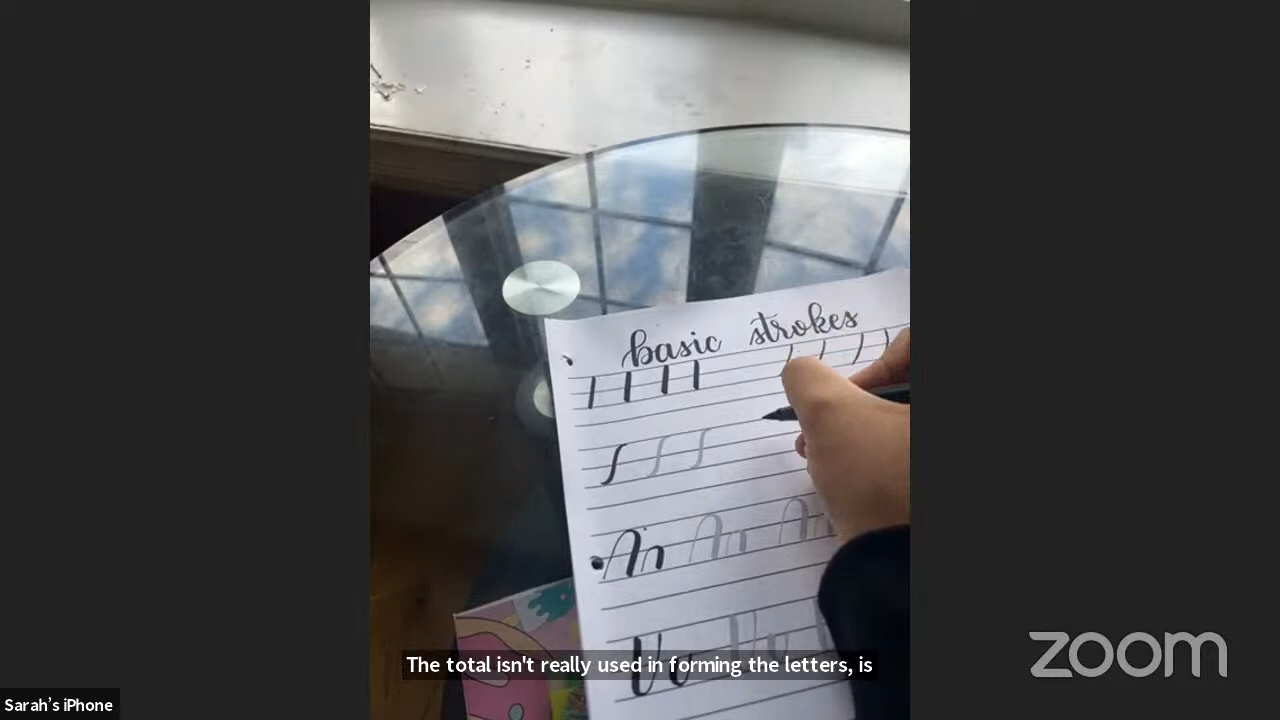 basic strokes
The total isn't really used in forming the letters, is
zoom
Sarah's iPhone